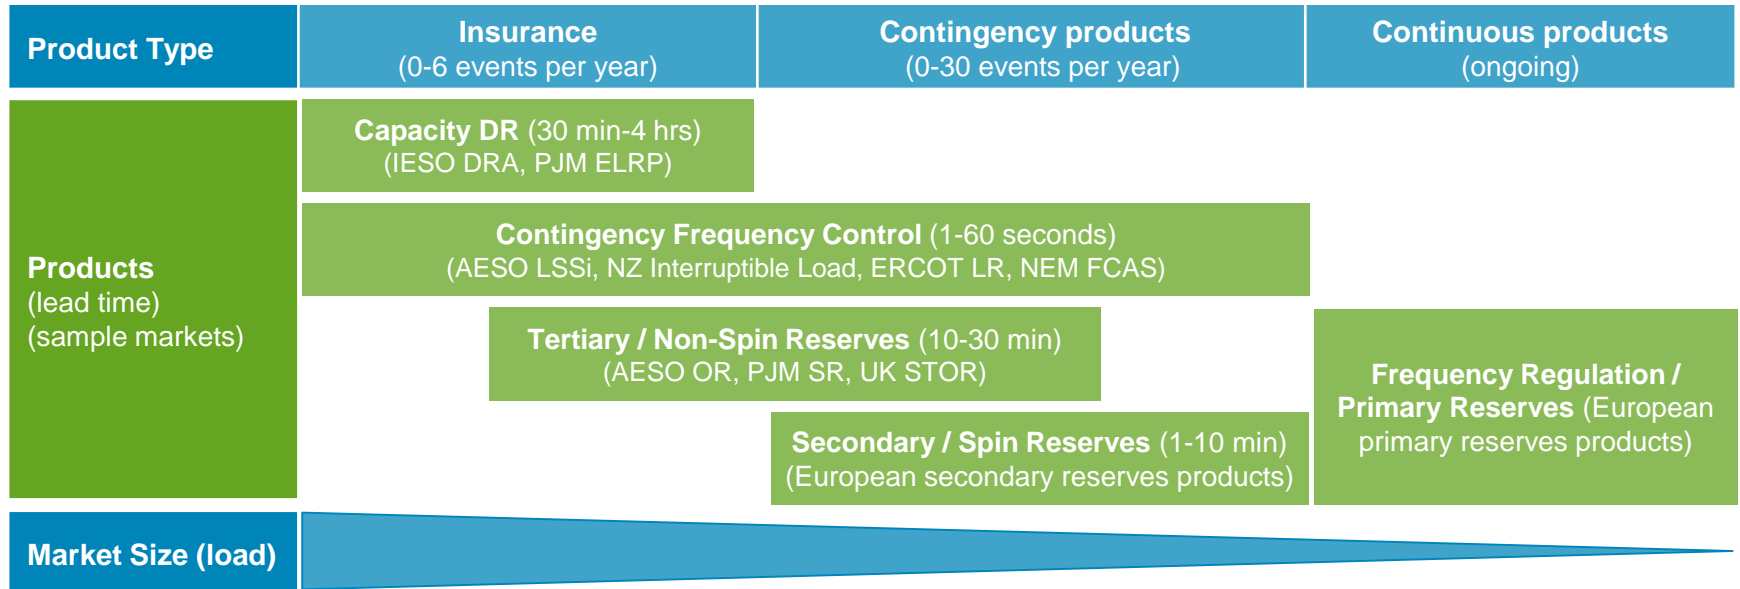 Product Type
Insurance
(0-6 events per year)
Contingency products
(0-30 events per year)
Continuous products
(ongoing)
Products
(lead time)
(sample markets)
Capacity DR (30 min-4 hrs)
(IESO DRA, PJM ELRP)
Contingency Frequency Control (1-60 seconds)
(AESO LSSi, NZ Interruptible Load, ERCOT LR, NEM FCAS)
Tertiary / Non-Spin Reserves (10-30 min)
(AESO OR, PJM SR, UK STOR)
Secondary / Spin Reserves (1-10 min)
(European secondary reserves products)
Frequency Regulation /
Primary Reserves (European
primary reserves products)
Market Size (load)